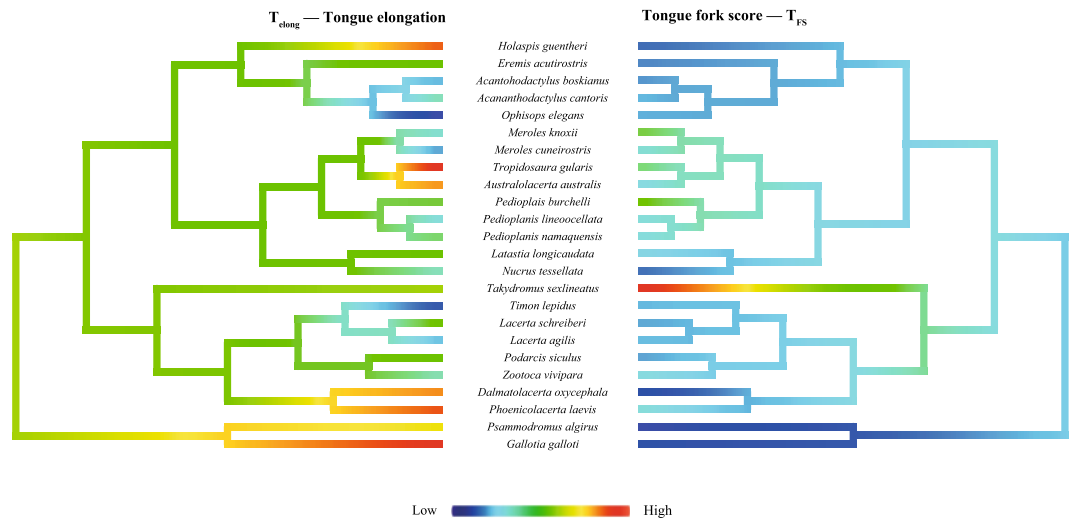 Telong — Tongue elongation
Tongue fork score — TFS
Holaspis guentheri
Eremis acutirostris
Acantohodactylus boskianus
Acananthodactylus cantoris
Ophisops elegans
Meroles knoxii
Meroles cuneirostris
Tropidosaura gularis
Australolacerta australis
Pedioplais burchelli
Pedioplanis lineoocellata
Pedioplanis namaquensis
Latastia longicaudata
Nucrus tessellata
Takydromus sexlineatus
Timon lepidus
Lacerta schreiberi
Lacerta agilis
Podarcis siculus
Zootoca vivipara
Dalmatolacerta oxycephala
Phoenicolacerta laevis
Psammodromus algirus
Gallotia galloti
Low High